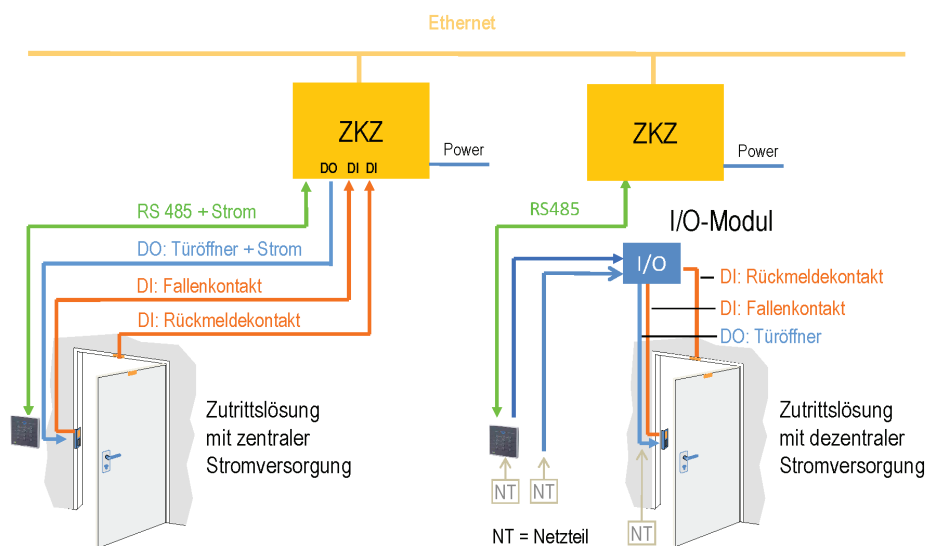 Ethernet
ZKZ
DO DI DI
Power
RS 485 + Strom
DO: Türöffner + Strom
DI: Fallenkontakt
DI: Rückmeldekontakt
Zutrittslösung
mit zentraler
Stromversorgung
ZKZ
Power
RS485
I/O-Modul
I/O
DI: Rückmeldekontakt
DI: Fallenkontakt
DO: Türöffner
Zutrittslösung
mit dezentraler
Stromversorgung
NT
NT
NT
NT = Netzteil